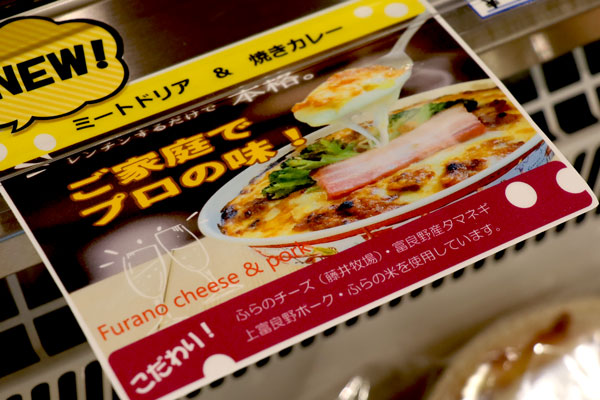 NEW!
ミートドリア & 焼きカレー
レンチンするだけで 本格。
ご家庭で
プロの味!
Furano cheese & pork
こだわり!
ふらのチーズ(藤井牧場)・富良野産タマネギ
上富良野ポーク・ふらの米を使用しています。